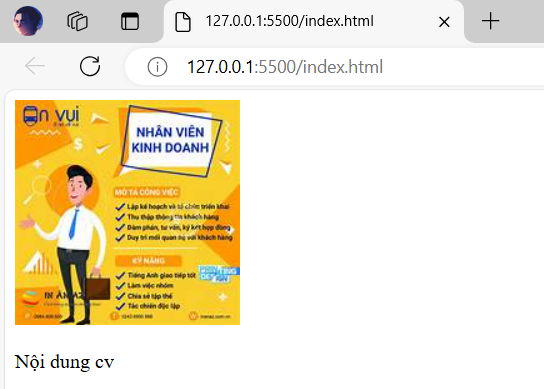 127.0.0.1:5500/index.html
127.0.0.1:5500/index.html
n vui
NHÂN VIÊN
KINH DOANH
MÔ TẢ CÔNG VIỆC
Lập kế hoạch và tổ chức triển khai
Thu thập thông tin khách hàng
Đàm phán, tư vấn, ký kết hợp đồng
Duy trì mối quan hệ với khách hàng
KỸ NĂNG
Tiếng Anh giao tiếp tốt
Làm việc nhóm
Chia sẻ tập thể
Tác chiến độc lập
IN ẤN AZ
Nội dung cv